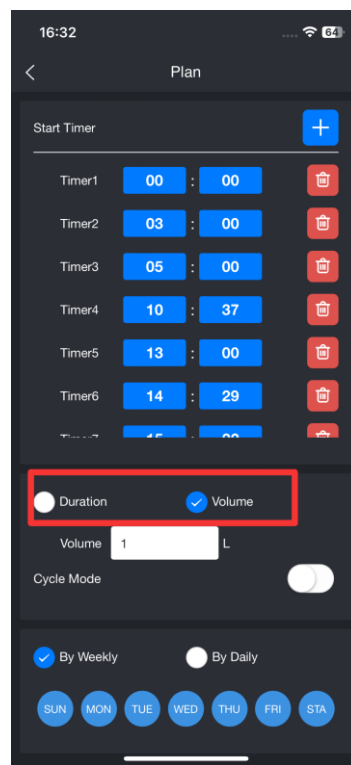 16:32
64
Plan
Start Timer
Timer1 00 : 00
Timer2 03 : 00
Timer3 05 : 00
Timer4 10 : 37
Timer5 13 : 00
Timer6 14 : 29
Duration Volume
Volume 1 L
Cycle Mode
By Weekly By Daily
SUN MON TUE WED THU FRI STA